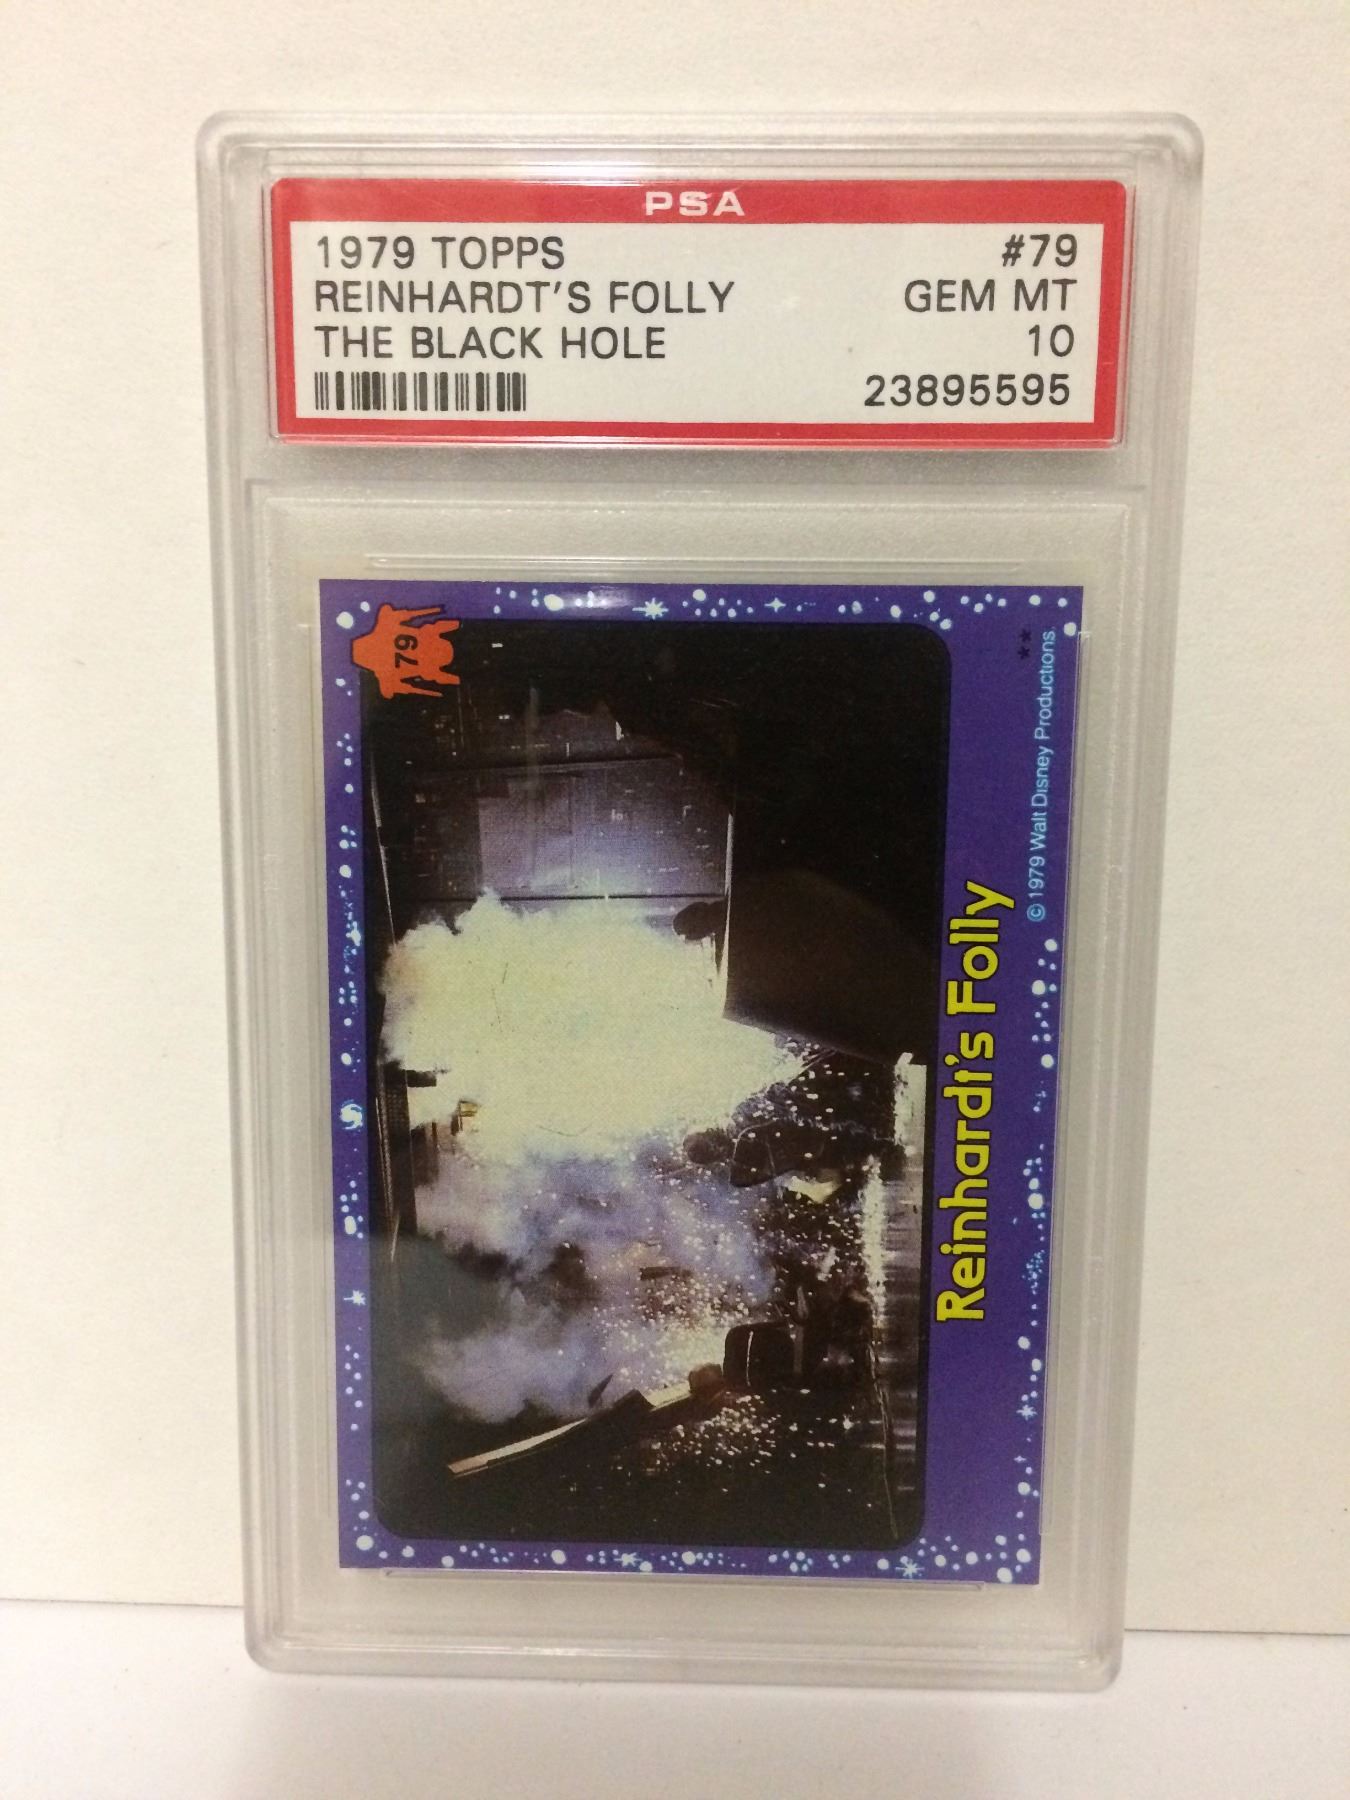 PSA
1979 TOPPS #79
REINHARDT'S FOLLY GEM MT
THE BLACK HOLE 10
23895595
79
Reinhardt's Folly
**
© 1979 Walt Disney Productions.